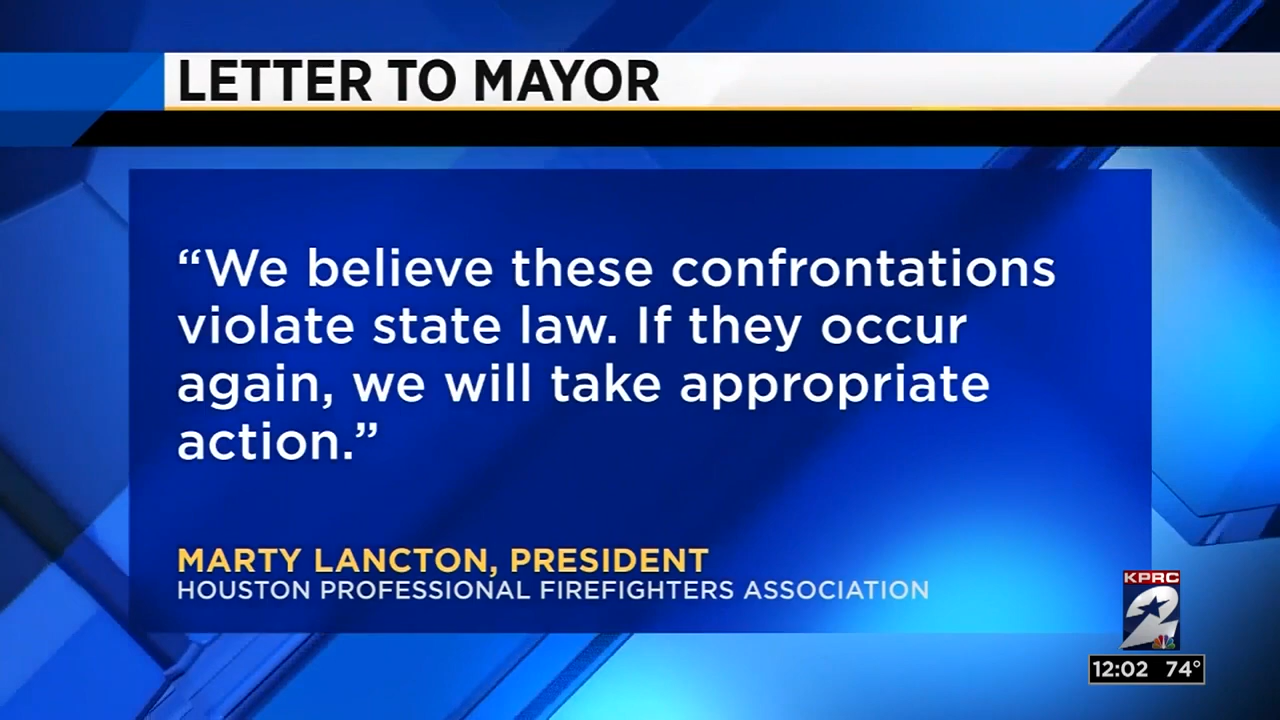 LETTER TO MAYOR
“We believe these confrontations
violate state law. If they occur
again, we will take appropriate
action.”
MARTY LANCTON, PRESIDENT
HOUSTON PROFESSIONAL FIREFIGHTERS ASSOCIATION
KPRC
2
12:02 74°